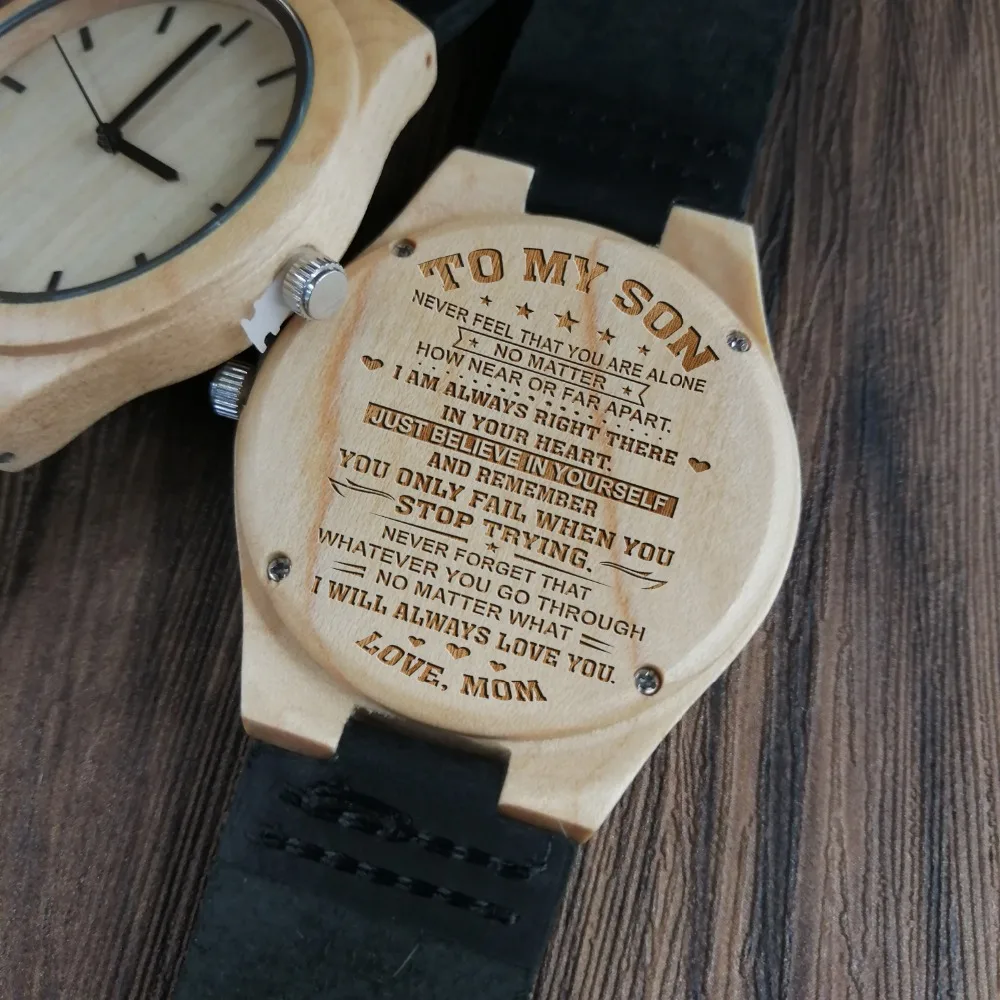 TO MY SON
NEVER FEEL THAT YOU ARE ALONE
NO MATTER
HOW NEAR OR FAR APART.
I AM ALWAYS RIGHT THERE
IN YOUR HEART.
JUST BELIEVE IN YOURSELF
AND REMEMBER
YOU ONLY FAIL WHEN YOU
STOP TRYING.
NEVER FORGET THAT
WHATEVER YOU GO THROUGH
NO MATTER WHAT
I WILL ALWAYS LOVE YOU.
LOVE, MOM